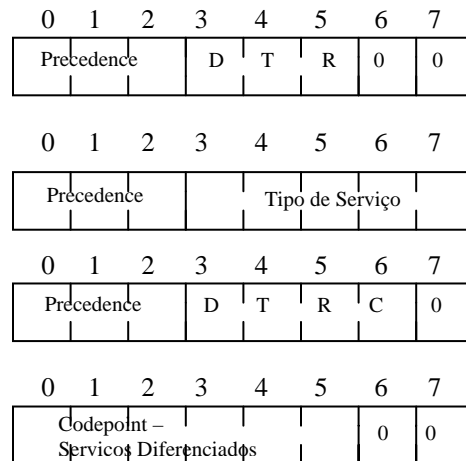 0 1 2 3 4 5 6 7
Precedence D T R 0 0
0 1 2 3 4 5 6 7
Precedence Tipo de Serviço
0 1 2 3 4 5 6 7
Precedence D T R C 0
0 1 2 3 4 5 6 7
Codepoint –
Servicos Diferenciados 0 0